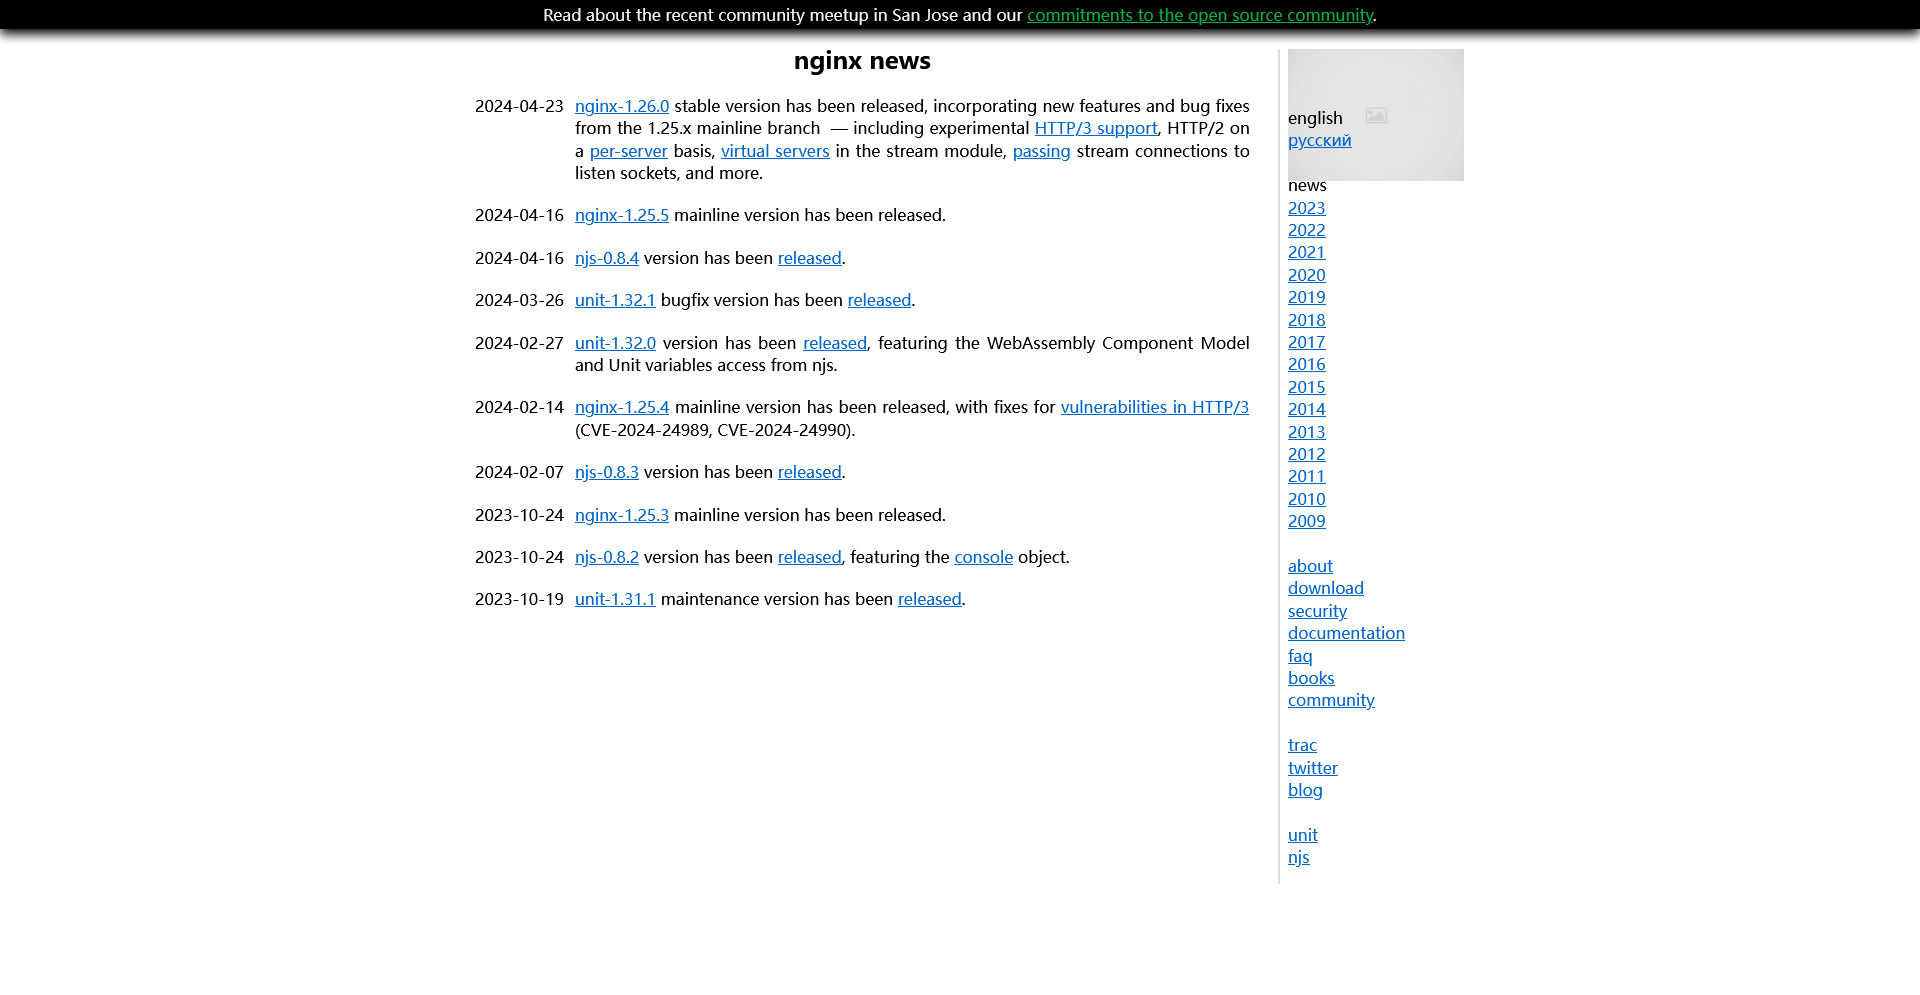 Read about the recent community meetup in San Jose and our commitments to the open source community.
nginx news
2024-04-23 nginx-1.26.0 stable version has been released, incorporating new features and bug fixes
from the 1.25.x mainline branch — including experimental HTTP/3 support, HTTP/2 on
a per-server basis, virtual servers in the stream module, passing stream connections to
listen sockets, and more.
2024-04-16 nginx-1.25.5 mainline version has been released.
2024-04-16 njs-0.8.4 version has been released.
2024-03-26 unit-1.32.1 bugfix version has been released.
2024-02-27 unit-1.32.0 version has been released, featuring the WebAssembly Component Model
and Unit variables access from njs.
2024-02-14 nginx-1.25.4 mainline version has been released, with fixes for vulnerabilities in HTTP/3
(CVE-2024-24989, CVE-2024-24990).
2024-02-07 njs-0.8.3 version has been released.
2023-10-24 nginx-1.25.3 mainline version has been released.
2023-10-24 njs-0.8.2 version has been released, featuring the console object.
2023-10-19 unit-1.31.1 maintenance version has been released.
english
русский
news
2023
2022
2021
2020
2019
2018
2017
2016
2015
2014
2013
2012
2011
2010
2009
about
download
security
documentation
faq
books
community
trac
twitter
blog
unit
njs